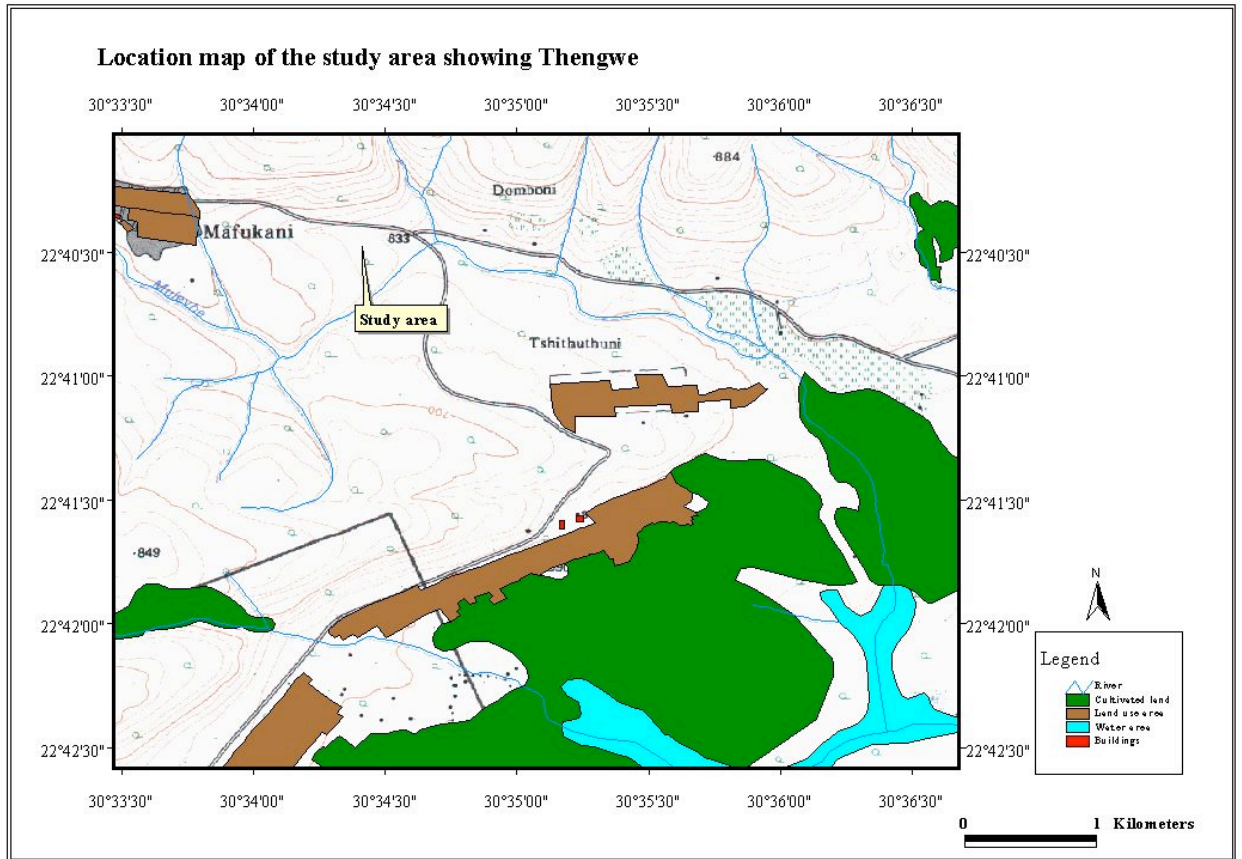 Location map of the study area showing Thengwe
30°33'30" 30°34'00" 30°34'30" 30°35'00" 30°35'30" 30°36'00" 30°36'30"
884
Domboni
Mafukani
833
22°40'30" 22°40'30"
Study area
Tshithuthuni
22°41'00" 22°41'00"
700
22°41'30" 22°41'30"
849
22°42'00" 22°42'00"
N
Legend
River
Cultivated land
Land use area
Water area
Buildings
22°42'30" 22°42'30"
30°33'30" 30°34'00" 30°34'30" 30°35'00" 30°35'30" 30°36'00" 30°36'30"
0 1 Kilometers